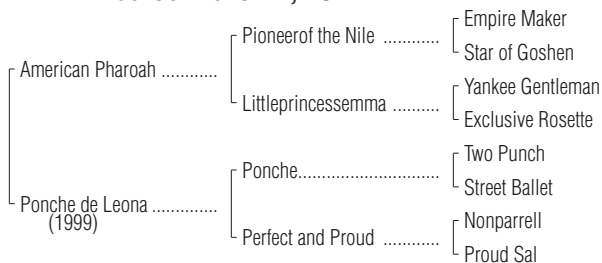 Empire Maker
Pioneerof the Nile ............
Star of Goshen
American Pharoah ............
Yankee Gentleman
Littleprincessemma ..........
Exclusive Rosette
Two Punch
Ponche..............................
Street Ballet
Ponche de Leona ..............
(1999)
Nonparrell
Perfect and Proud ............
Proud Sal